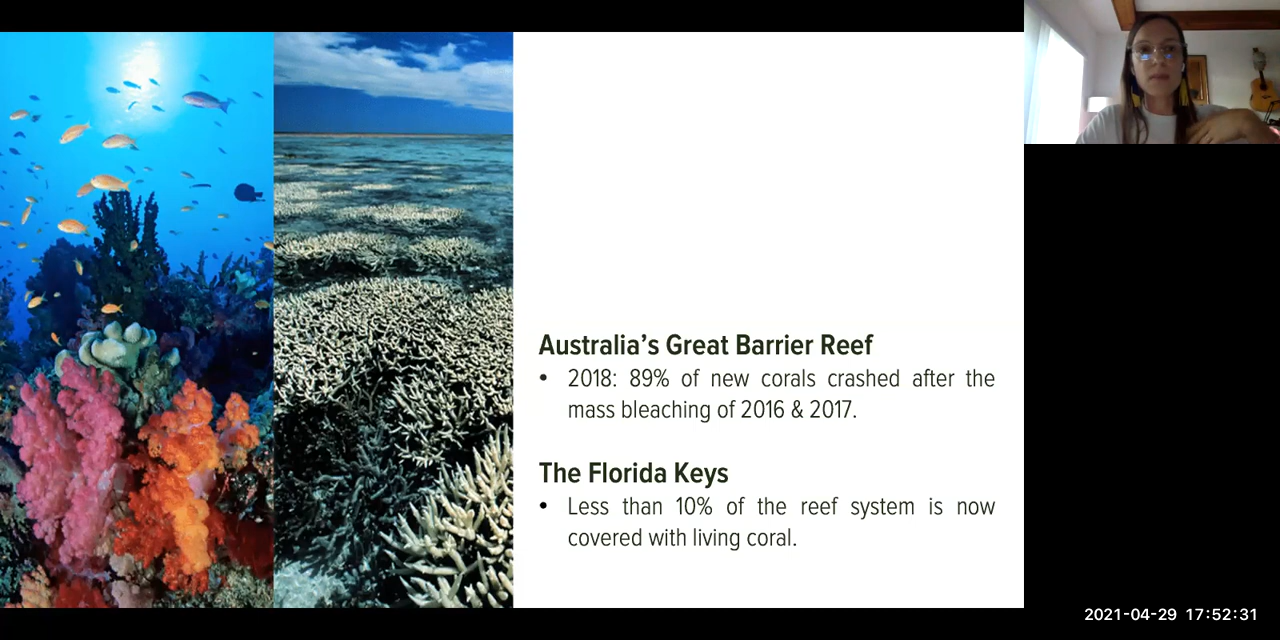 Australia’s Great Barrier Reef
• 2018: 89% of new corals crashed after the
mass bleaching of 2016 & 2017.
The Florida Keys
• Less than 10% of the reef system is now
covered with living coral.
2021-04-29 17:52:31